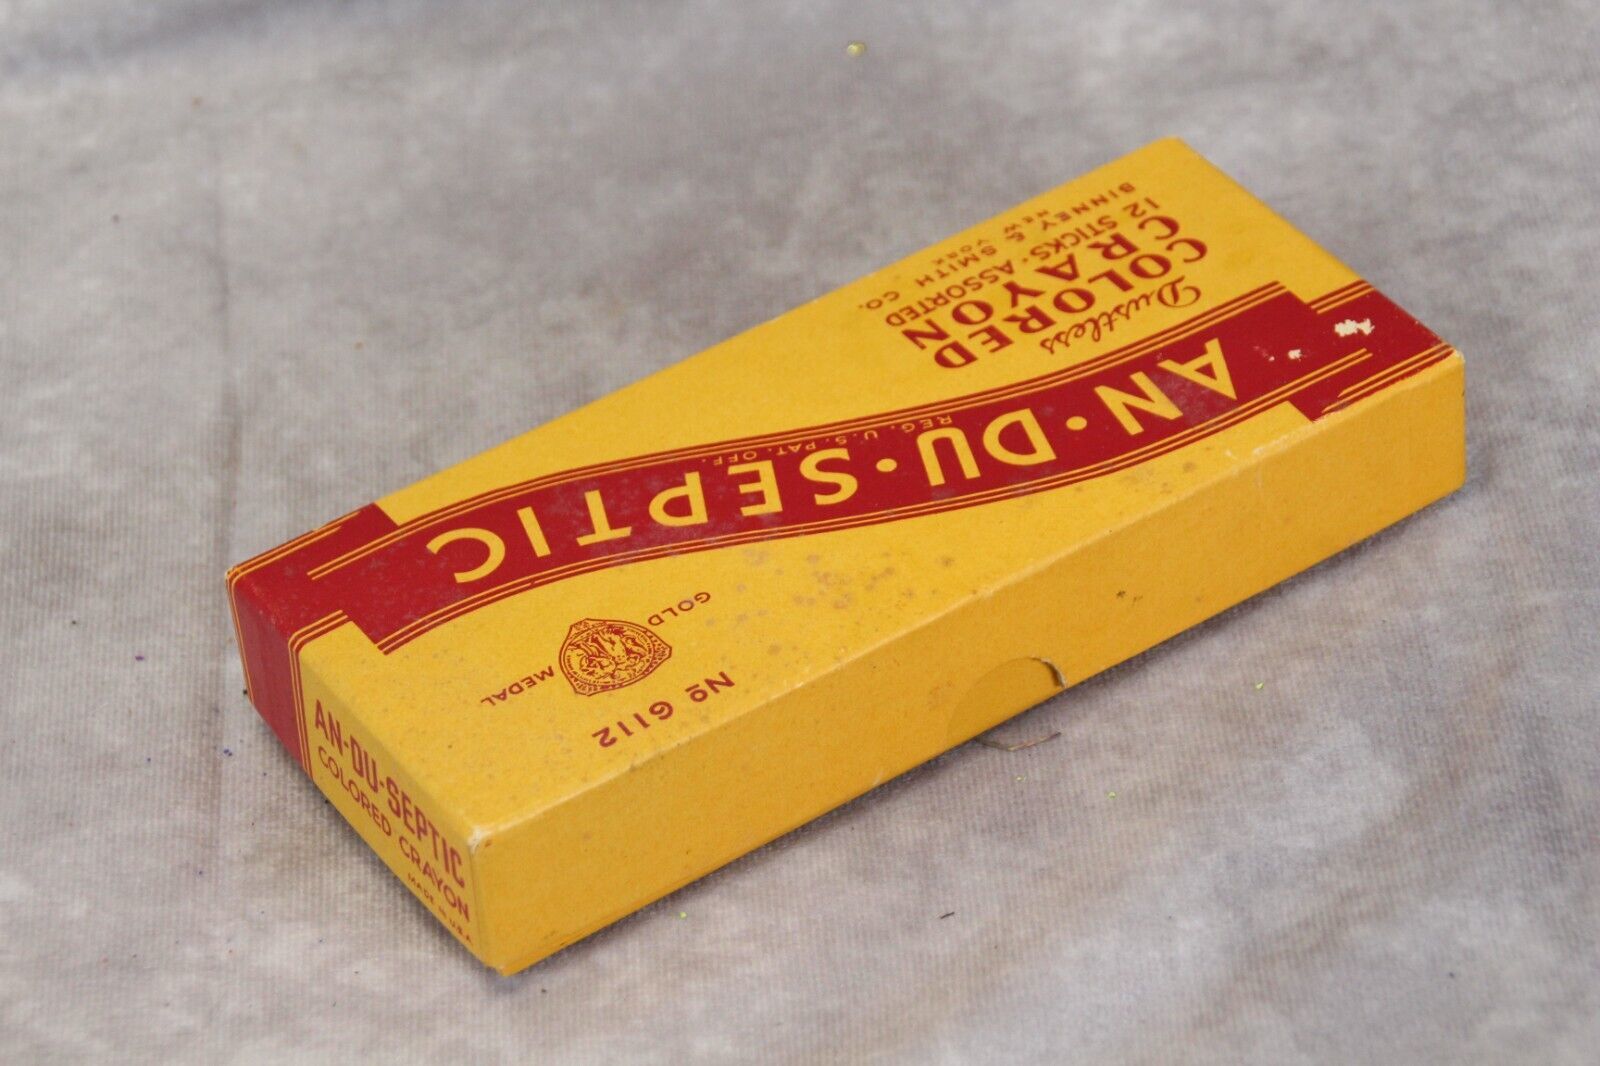 Nº 6112
GOLD MEDAL
AN·DU·SEPTIC
REG. U.S. PAT. OFF.
Dustless
COLORED
CRAYON
12 STICKS·ASSORTED
BINNEY & SMITH CO.
NEW YORK
AN·DU·SEPTIC
COLORED CRAYON
MADE IN U.S.A.